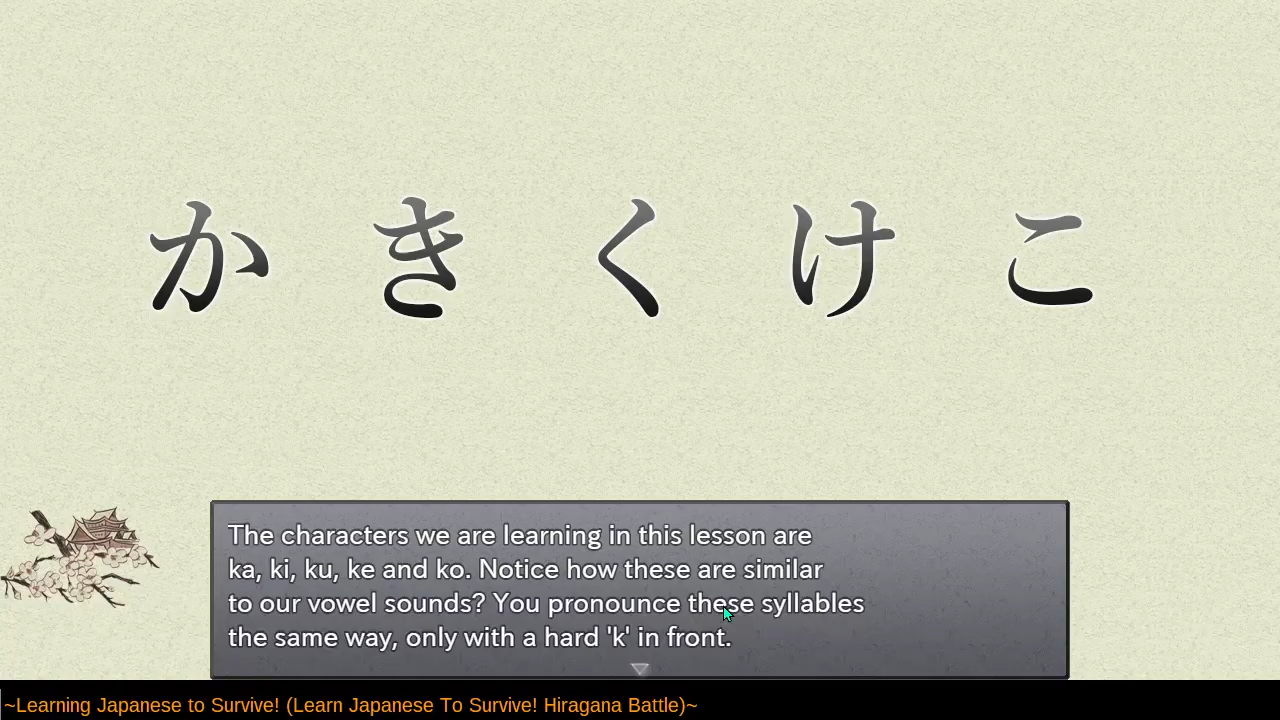 か き く け こ
The characters we are learning in this lesson are
ka, ki, ku, ke and ko. Notice how these are similar
to our vowel sounds? You pronounce these syllables
the same way, only with a hard 'k' in front.
~Learning Japanese to Survive! (Learn Japanese To Survive! Hiragana Battle)~